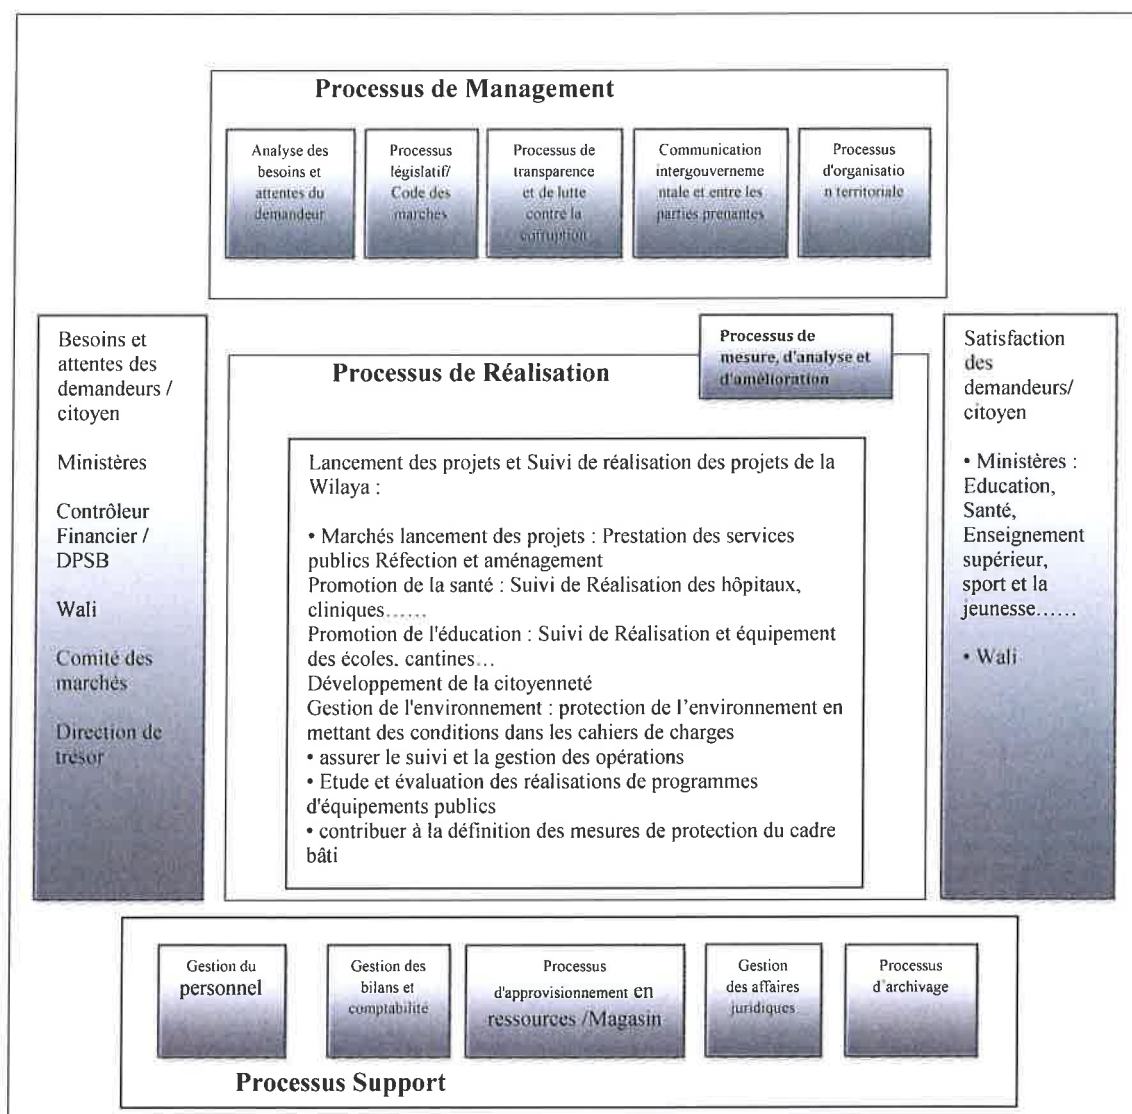 Processus de Management
Analyse des
besoins et
attentes du
demandeur
Processus
législatif/
Code des
marches
Processus de
transparence
et de lutte
contre la
corruption
Communication
intergouverneme
ntale et entre les
parties prenantes
Processus
d'organisatio
n territoriale
Besoins et
attentes des
demandeurs /
citoyen
Ministères
Contrôleur
Financier /
DPSB
Wali
Comité des
marchés
Direction de
trésor
Processus de
mesure, d'analyse et
d'amélioration
Processus de Réalisation
Lancement des projets et Suivi de réalisation des projets de la
Wilaya :
• Marchés lancement des projets : Prestation des services
publics Réfection et aménagement
Promotion de la santé : Suivi de Réalisation des hôpitaux,
cliniques……
Promotion de l'éducation : Suivi de Réalisation et équipement
des écoles. cantines…
Développement de la citoyenneté
Gestion de l'environnement : protection de l’environnement en
mettant des conditions dans les cahiers de charges
• assurer le suivi et la gestion des opérations
• Etude et évaluation des réalisations de programmes
d'équipements publics
• contribuer à la définition des mesures de protection du cadre
bâti
Satisfaction
des
demandeurs/
citoyen
• Ministères :
Education,
Santé,
Enseignement
supérieur,
sport et la
jeunesse……
• Wali
Gestion du
personnel
Gestion des
bilans et
comptabilité
Processus
d'approvisionnement en
ressources /Magasin
Gestion
des affaires
juridiques
Processus
d'archivage
Processus Support